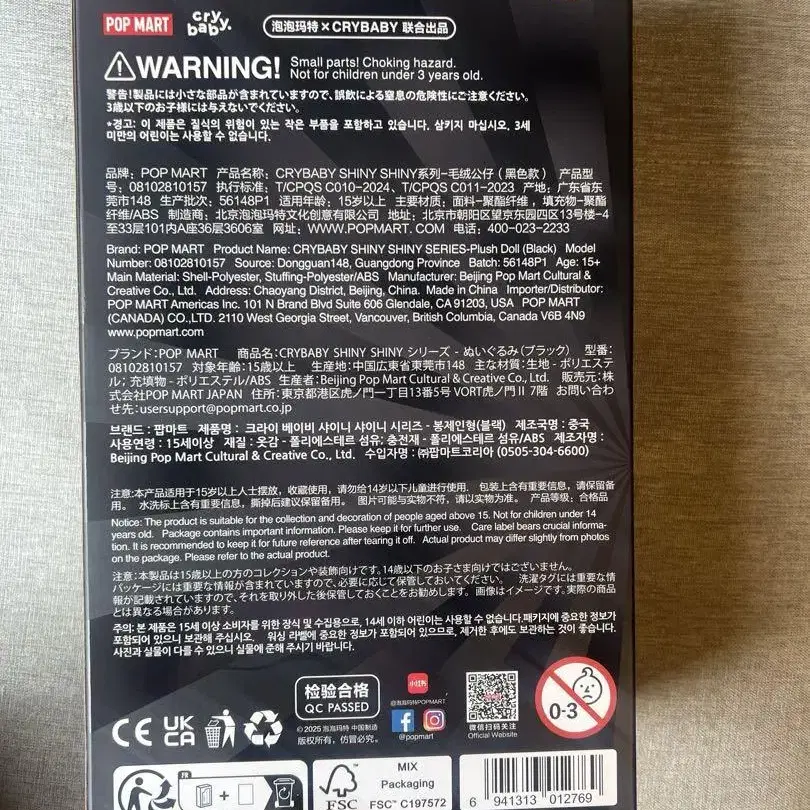 POP MART
cry baby.
泡泡玛特×CRYBABY 联合出品
WARNING!
Small parts! Choking hazard.
Not for children under 3 years old.
警告!製品には小さな部品が含まれていますので、誤飲による窒息の危険性にご注意ください。
3歳以下のお子様には与えないでください。
*경고: 이 제품은 질식의 위험이 있는 작은 부품을 포함하고 있습니다. 삼키지 마십시오, 3세
미만의 어린이는 사용할 수 없습니다.
品牌: POP MART 产品名称: CRYBABY SHINY SHINY系列-毛绒公仔（黑色款） 产品型
号: 08102810157 执行标准: T/CPQS C010-2024、T/CPQS C011-2023 产地: 广东省东
莞市148 生产批次: 56148P1 适用年龄: 15岁以上 主要材质: 面料-聚酯纤维，填充物-聚酯
纤维/ABS 制造商: 北京泡泡玛特文化创意有限公司 地址: 北京市朝阳区望京东园四区13号楼-4
至33层101内A座36层3606室 网址: WWW.POPMART.COM 电话: 400-023-2233
Brand: POP MART Product Name: CRYBABY SHINY SHINY SERIES-Plush Doll (Black) Model
Number: 08102810157 Source: Dongguan148, Guangdong Province Batch: 56148P1 Age: 15+
Main Material: Shell-Polyester, Stuffing-Polyester/ABS Manufacturer: Beijing Pop Mart Cultural &
Creative Co., Ltd. Address: Chaoyang District, Beijing, China. Made in China Importer/Distributor:
POP MART Americas Inc. 101 N Brand Blvd Suite 606 Glendale, CA 91203, USA POP MART
(CANADA) CO.,LTD. 2110 West Georgia Street, Vancouver, British Columbia, Canada V6B 4N9
www.popmart.com
ブランド:POP MART 商品名:CRYBABY SHINY SHINY シリーズ - ぬいぐるみ(ブラック) 型番:
08102810157 対象年齢:15歳以上 生産地:中国広東省東莞市148 主な材質:生地 - ポリエステ
ル; 充填物 - ポリエステル/ABS 生産者:Beijing Pop Mart Cultural & Creative Co., Ltd. 販売元:株
式会社POP MART JAPAN 住所:東京都港区虎ノ門一丁目13番5号 VORT虎ノ門Ⅱ 7階 お問い合わ
せ先:usersupport@popmart.co.jp
브랜드 : 팝마트 제품명 : 크라이 베이비 샤이니 샤이니 시리즈 - 봉제인형(블랙) 제조국명 : 중국
사용연령 : 15세이상 재질 : 옷감 - 폴리에스테르 섬유; 충전재 - 폴리에스테르 섬유/ABS 제조자명 :
Beijing Pop Mart Cultural & Creative Co., Ltd. 수입자명 : ㈜팝마트코리아 (0505-304-6600)
注意:本产品适用于15岁以上人士摆放，收藏使用，请勿给14岁以下儿童进行使用. 包装上含有重要信息，请保留备
用。水洗标上含有重要信息，撕掉后建议保留备用。 图片可能与实物不符，请以实物为准。 产品等级: 合格品
Notice: The product is suitable for the collection and decoration of people aged above 15. Not for children under 14
years old. Package contains important information. Please keep it for further use. Care label bears crucial informa-
tion. It is recommended to keep it for future reference after tearing it off. Actual product may differ slightly from photos
on the package. Please refer to the actual product.
注意: 本製品は15歳以上の方のコレクションや装飾向けです。14歳以下のお子さま向けではございません。
パッケージには重要な情報が含まれていますので、必要に応じて保管しておいてください。 洗濯タグには重要な情
報が記載されていますので、それを取り外した後保管しておくことをお勧めします。 画像はイメージです。実際の商品
とは異なる場合があります。
주의: 본 제품은 15세 이상 소비자를 위한 장식 및 수집용으로, 14세 이하 어린이는 사용할 수 없습니다.패키지에 중요한 정보가
포함되어 있으니 보관해 주십시오. 워싱 라벨에 중요한 정보가 포함되어 있으므로, 제거한 후에도 보관하는 것이 좋습니다.
사진과 실물이 다를 수 있으니 실물에 준해 주시기 바랍니다.
CE
UK
CA
检验合格
QC PASSED
© 2025 泡泡玛特 中国制造
版权所有，仿冒必究。
小红书
@泡泡玛特POPMART
@popmart
微信扫码关注
Official Website
0-3
FR
FSC
MIX
Packaging
FSC™ C197572
6 941313 012769